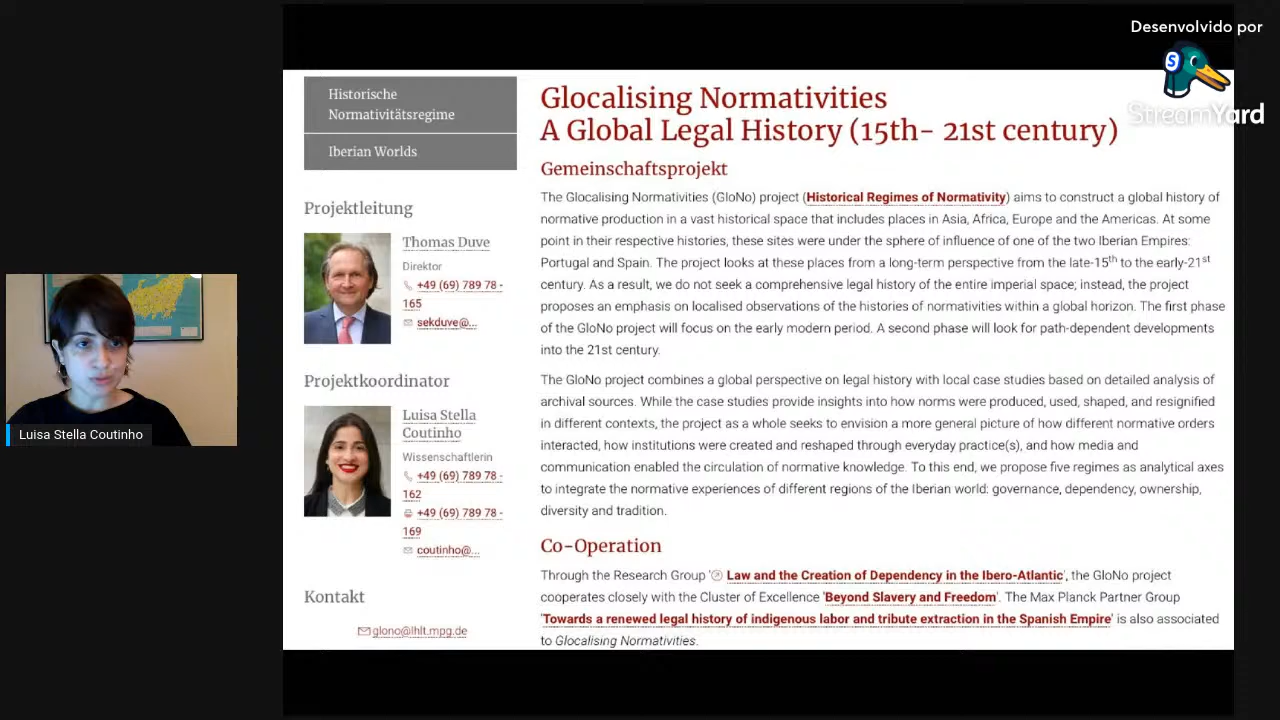 Desenvolvido por
StreamYard
Historische
Normativitätsregime
Iberian Worlds
Projektleitung
Thomas Duve
Direktor
+49 (69) 789 78 -
165
sekduve@...
Projektkoordinator
Luisa Stella
Coutinho
Wissenschaftlerin
+49 (69) 789 78 -
162
+49 (69) 789 78 -
169
coutinho@...
Kontakt
glono@lhlt.mpg.de
Glocalising Normativities
A Global Legal History (15th- 21st century)
Gemeinschaftsprojekt
The Glocalising Normativities (GloNo) project (Historical Regimes of Normativity) aims to construct a global history of
normative production in a vast historical space that includes places in Asia, Africa, Europe and the Americas. At some
point in their respective histories, these sites were under the sphere of influence of one of the two Iberian Empires:
Portugal and Spain. The project looks at these places from a long-term perspective from the late-15th to the early-21st
century. As a result, we do not seek a comprehensive legal history of the entire imperial space; instead, the project
proposes an emphasis on localised observations of the histories of normativities within a global horizon. The first phase
of the GloNo project will focus on the early modern period. A second phase will look for path-dependent developments
into the 21st century.
The GloNo project combines a global perspective on legal history with local case studies based on detailed analysis of
archival sources. While the case studies provide insights into how norms were produced, used, shaped, and resignified
in different contexts, the project as a whole seeks to envision a more general picture of how different normative orders
interacted, how institutions were created and reshaped through everyday practice(s), and how media and
communication enabled the circulation of normative knowledge. To this end, we propose five regimes as analytical axes
to integrate the normative experiences of different regions of the Iberian world: governance, dependency, ownership,
diversity and tradition.
Co-Operation
Through the Research Group 'Law and the Creation of Dependency in the Ibero-Atlantic', the GloNo project
cooperates closely with the Cluster of Excellence 'Beyond Slavery and Freedom'. The Max Planck Partner Group
'Towards a renewed legal history of indigenous labor and tribute extraction in the Spanish Empire' is also associated
to Glocalising Normativities.
Luisa Stella Coutinho